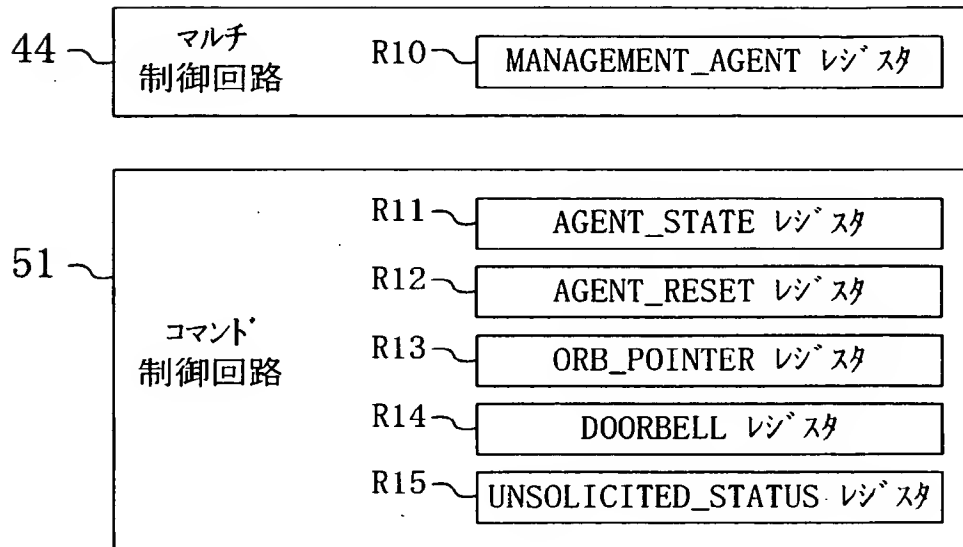 44
マルチ
制御回路
R10
MANAGEMENT_AGENT レジスタ
51
コマンド
制御回路
R11
AGENT_STATE レジスタ
R12
AGENT_RESET レジスタ
R13
ORB_POINTER レジスタ
R14
DOORBELL レジスタ
R15
UNSOLICITED_STATUS レジスタ